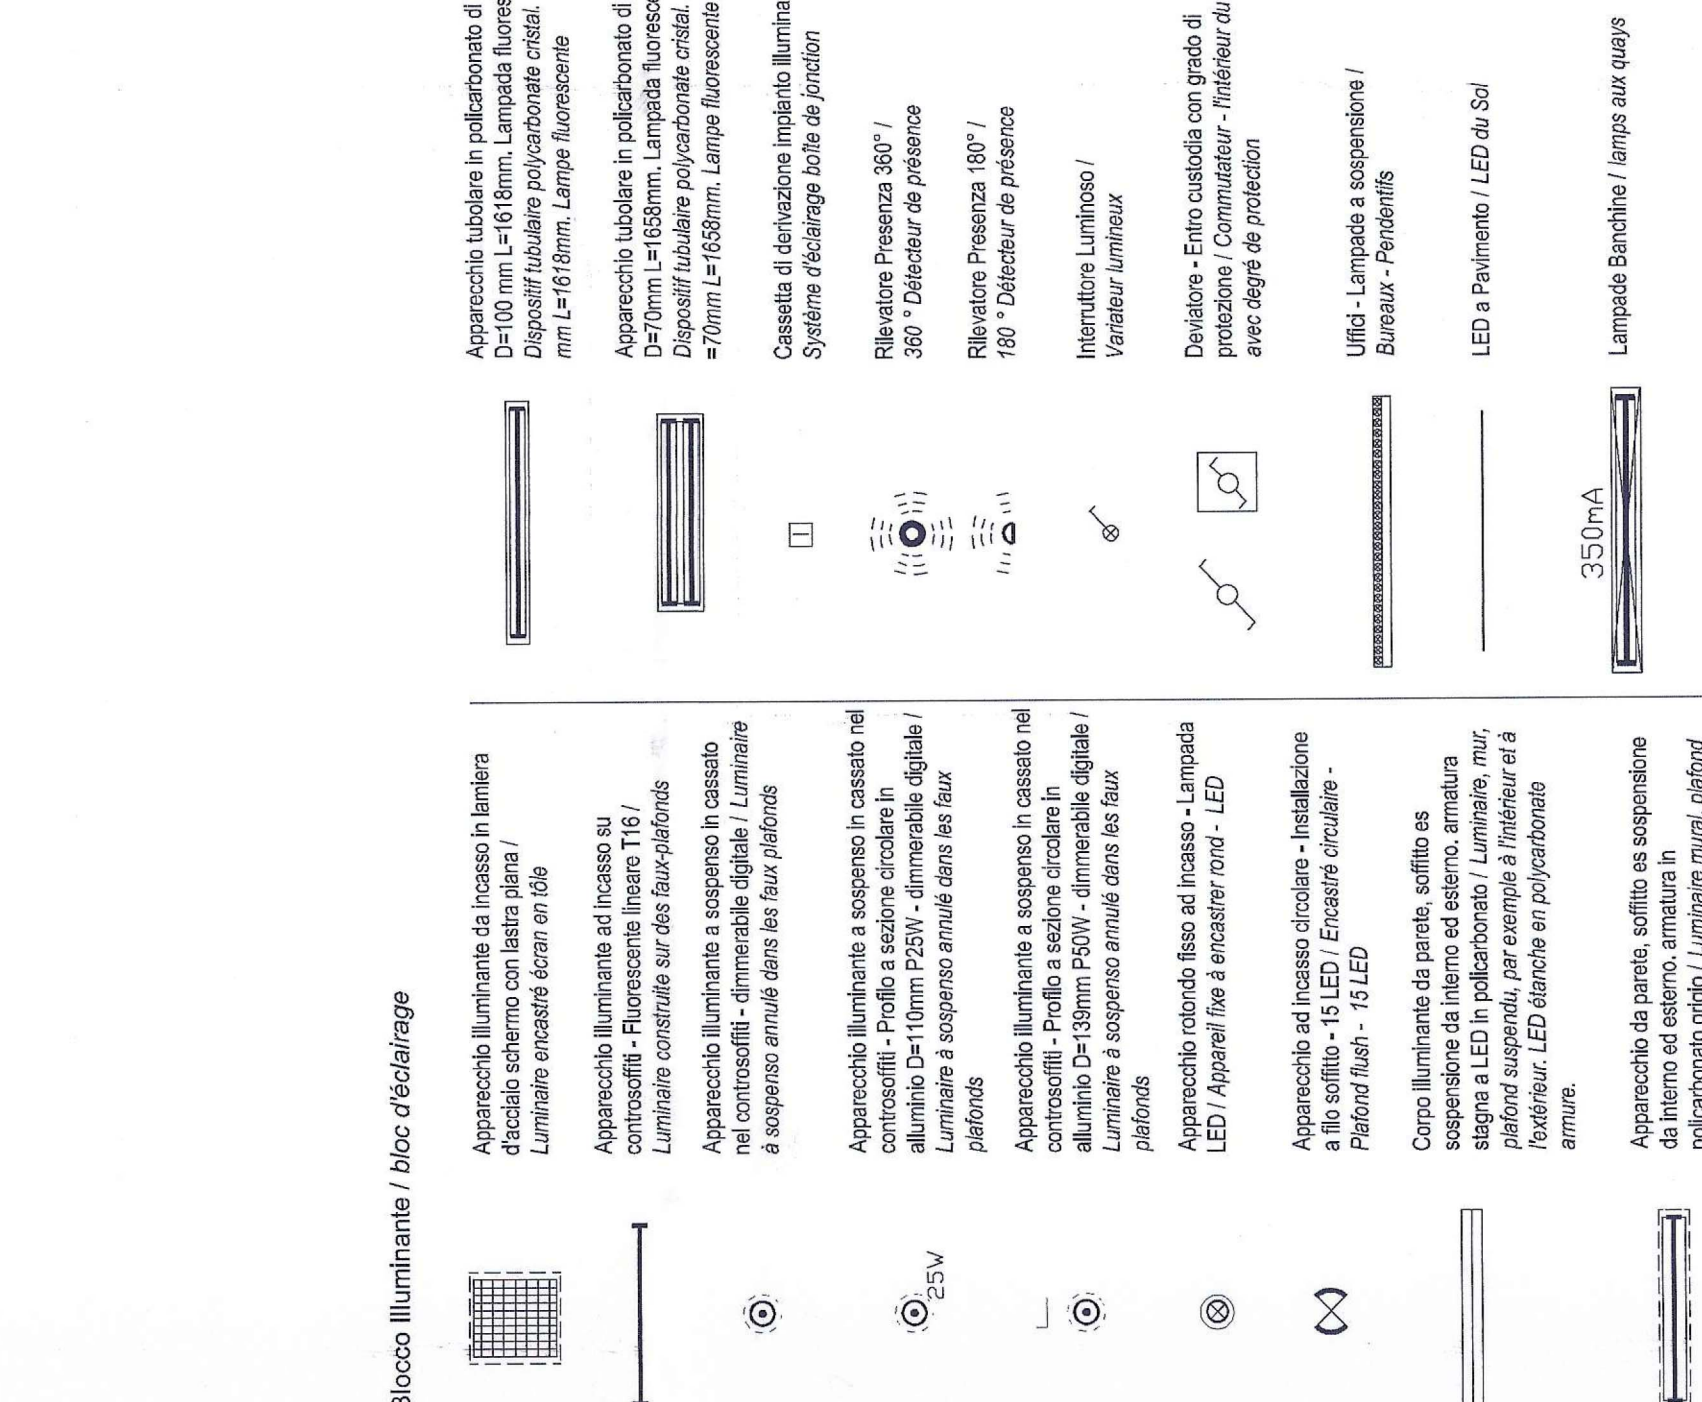 Blocco Illuminante / bloc d'éclairage
Apparecchio illuminante da incasso in lamiera
d'acciaio schermo con lastra piana /
Luminaire encastré écran en tôle
Apparecchio illuminante ad incasso su
controsoffiti - Fluorescente lineare T16 /
Luminaire construite sur des faux-plafonds
Apparecchio illuminante a sospenso in cassato
nel controsoffiti - dimmerabile digitale / Luminaire
à sospenso annulé dans les faux plafonds
Apparecchio illuminante a sospenso in cassato nel
controsoffiti - Profilo a sezione circolare in
alluminio D=110mm P25W - dimmerabile digitale /
Luminaire à sospenso annulé dans les faux
plafonds
25W
Apparecchio illuminante a sospenso in cassato nel
controsoffiti - Profilo a sezione circolare in
alluminio D=139mm P50W - dimmerabile digitale /
Luminaire à sospenso annulé dans les faux
plafonds
Apparecchio rotondo fisso ad incasso - Lampada
LED / Appareil fixe à encastrer rond - LED
Apparecchio ad incasso circolare - Installazione
a filo soffitto - 15 LED / Encastré circulaire -
Plafond flush - 15 LED
Corpo illuminante da parete, soffitto es
sospensione da interno ed esterno. armatura
stagna a LED in policarbonato / Luminaire, mur,
plafond suspendu, par exemple à l'intérieur et à
l'extérieur. LED étanche en polycarbonate
armure.
Apparecchio da parete, soffitto es sospensione
da interno ed esterno. armatura in
policarbonato grigio / Luminaire mural, plafond
Apparecchio tubolare in policarbonato di
D=100 mm L=1618mm. Lampada
Dispositif tubulaire polycarbonate cristal.
mm L=1618mm. Lampe fluorescente
Apparecchio tubolare in policarbonato di
D=70mm L=1658mm. Lampada
Dispositif tubulaire polycarbonate cristal.
=70mm L=1658mm. Lampe fluorescente
Cassetta di derivazione impianto
Système d'éclairage boîte de jonction
Rilevatore Presenza 360° /
360 ° Détecteur de présence
Rilevatore Presenza 180° /
180 ° Détecteur de présence
Interruttore Luminoso /
Variateur lumineux
Deviatore - Entro custodia con grado di
protezione / Commutateur - l'intérieur du
avec degré de protection
Uffici - Lampade a sospensione /
Bureaux - Pendentifs
LED a Pavimento / LED du Sol
350mA
Lampade Banchine / lamps aux quays